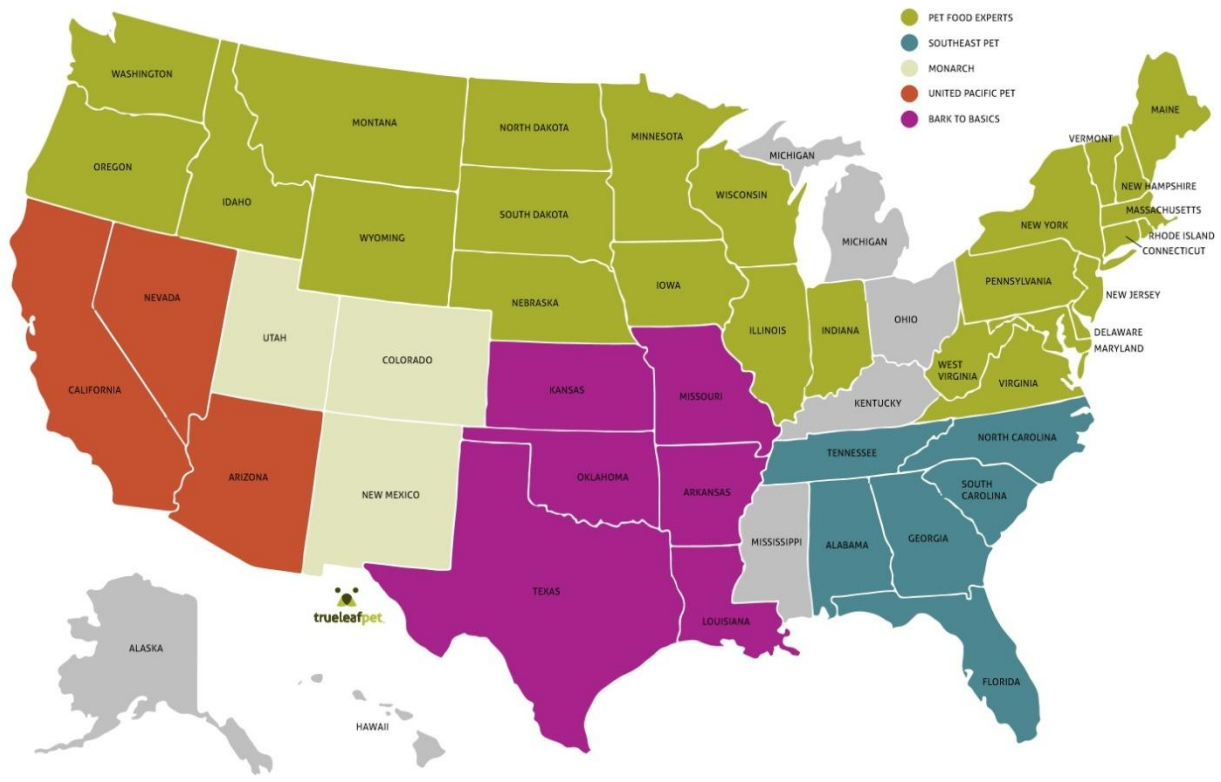 PET FOOD EXPERTS
SOUTHEAST PET
MONARCH
UNITED PACIFIC PET
BARK TO BASICS
WASHINGTON
OREGON
IDAHO
MONTANA
WYOMING
NORTH DAKOTA
SOUTH DAKOTA
NEBRASKA
MINNESOTA
IOWA
WISCONSIN
ILLINOIS
INDIANA
MICHIGAN
MICHIGAN
OHIO
KENTUCKY
MAINE
VERMONT
NEW HAMPSHIRE
MASSACHUSETTS
RHODE ISLAND
CONNECTICUT
NEW YORK
PENNSYLVANIA
NEW JERSEY
DELAWARE
MARYLAND
WEST
VIRGINIA
VIRGINIA
CALIFORNIA
NEVADA
UTAH
COLORADO
ARIZONA
NEW MEXICO
KANSAS
MISSOURI
OKLAHOMA
ARKANSAS
TEXAS
LOUISIANA
MISSISSIPPI
TENNESSEE
NORTH CAROLINA
SOUTH
CAROLINA
ALABAMA
GEORGIA
FLORIDA
ALASKA
HAWAII
trueleafpet